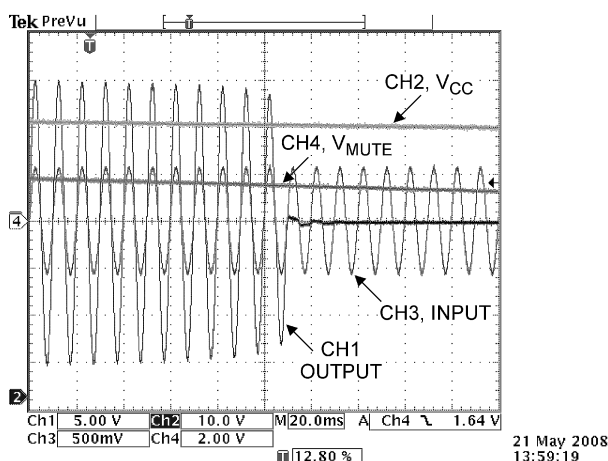 Tek PreVu
T
T
CH2, VCC
CH4, VMUTE
4
CH3, INPUT
CH1
OUTPUT
2
Ch1 5.00 V Ch2 10.0 V M 20.0ms A Ch4 1.64 V
Ch3 500mV Ch4 2.00 V
T 12.80 %
21 May 2008
13:59:19